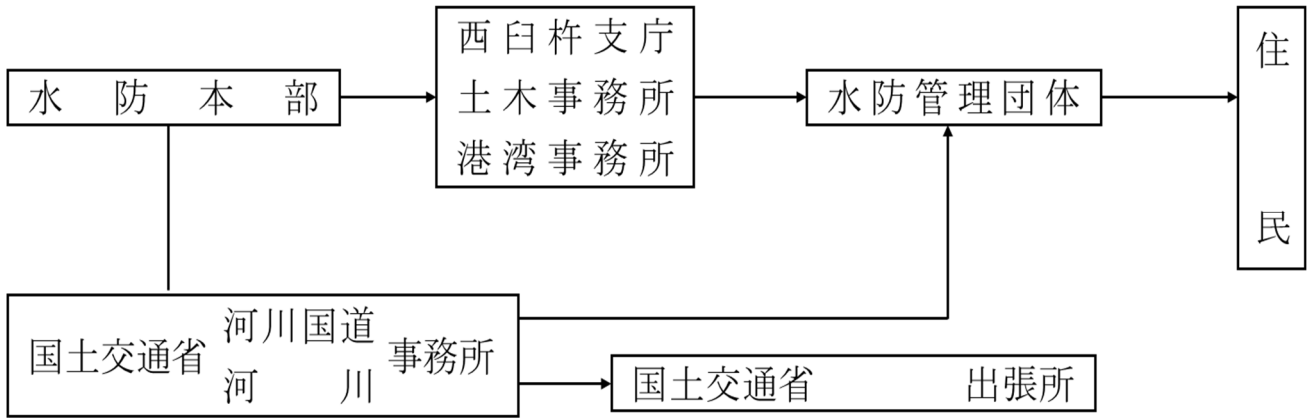 水防本部
西臼杵支庁
土木事務所
港湾事務所
水防管理団体
住民
国土交通省 河川国道 事務所
河川
国土交通省 出張所